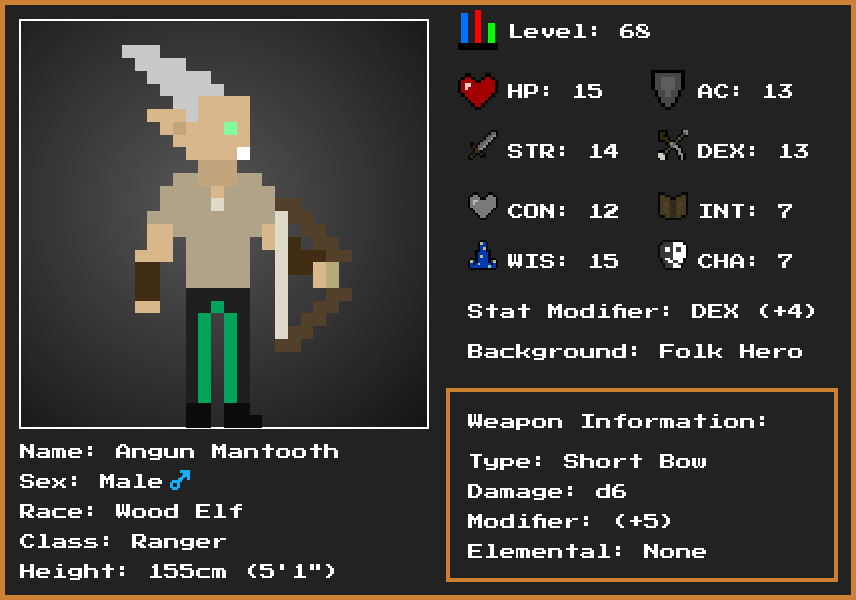 Level: 68
HP: 15 AC: 13
STR: 14 DEX: 13
CON: 12 INT: 7
WIS: 15 CHA: 7
Stat Modifier: DEX (+4)
Background: Folk Hero
Weapon Information:
Type: Short Bow
Damage: d6
Modifier: (+5)
Elemental: None
Name: Angun Mantooth
Sex: Male♂
Race: Wood Elf
Class: Ranger
Height: 155cm (5'1")